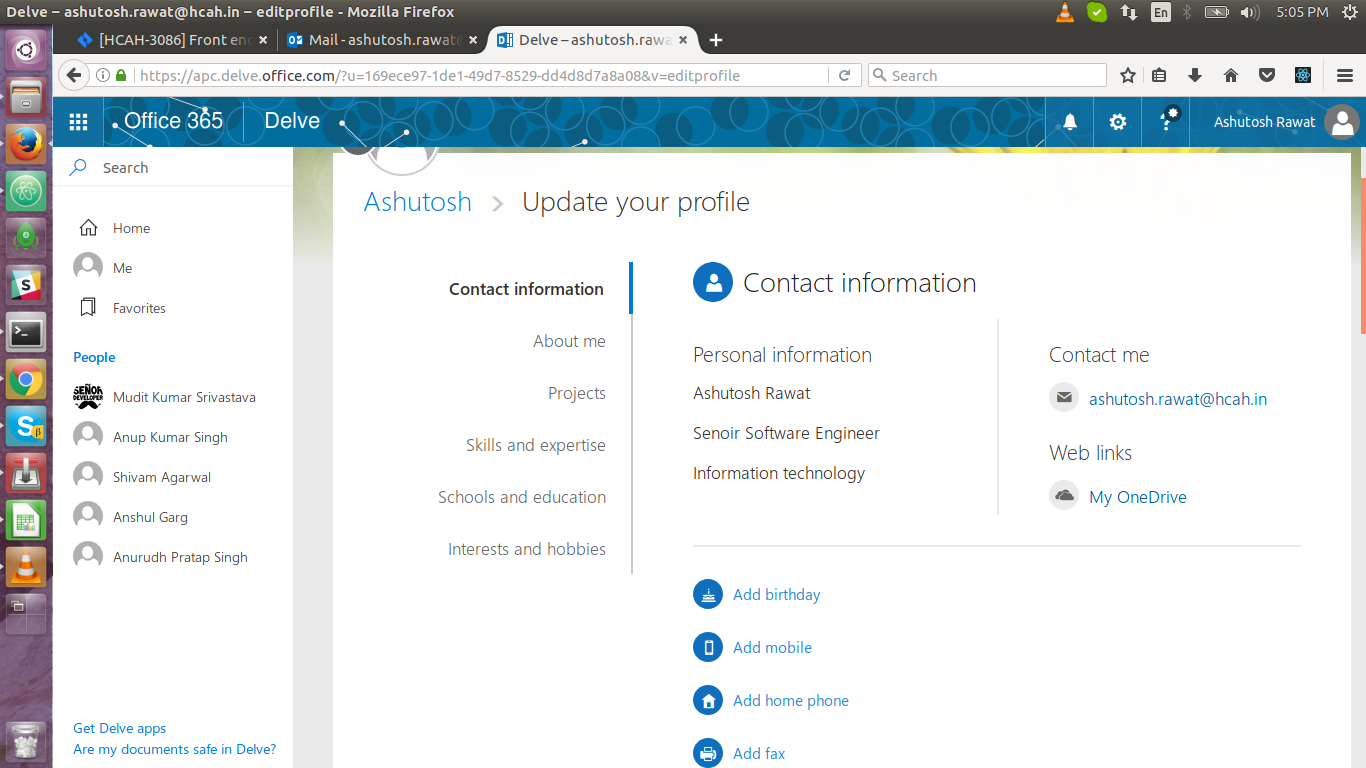 Delve – ashutosh.rawat@hcah.in – editprofile - Mozilla Firefox
En
5:05 PM
[HCAH-3086] Front en
Mail - ashutosh.rawat@
Delve – ashutosh.rawa
https://apc.delve.office.com/?u=169ece97-1de1-49d7-8529-dd4d8d7a8a08&v=editprofile
Search
Office 365
Delve
Ashutosh Rawat
Search
Home
Me
Favorites
People
SEÑOR
DEVELOPER
Mudit Kumar Srivastava
Anup Kumar Singh
Shivam Agarwal
Anshul Garg
Anurudh Pratap Singh
Get Delve apps
Are my documents safe in Delve?
Ashutosh > Update your profile
Contact information
About me
Projects
Skills and expertise
Schools and education
Interests and hobbies
Contact information
Personal information
Ashutosh Rawat
Senoir Software Engineer
Information technology
Contact me
ashutosh.rawat@hcah.in
Web links
My OneDrive
Add birthday
Add mobile
Add home phone
Add fax